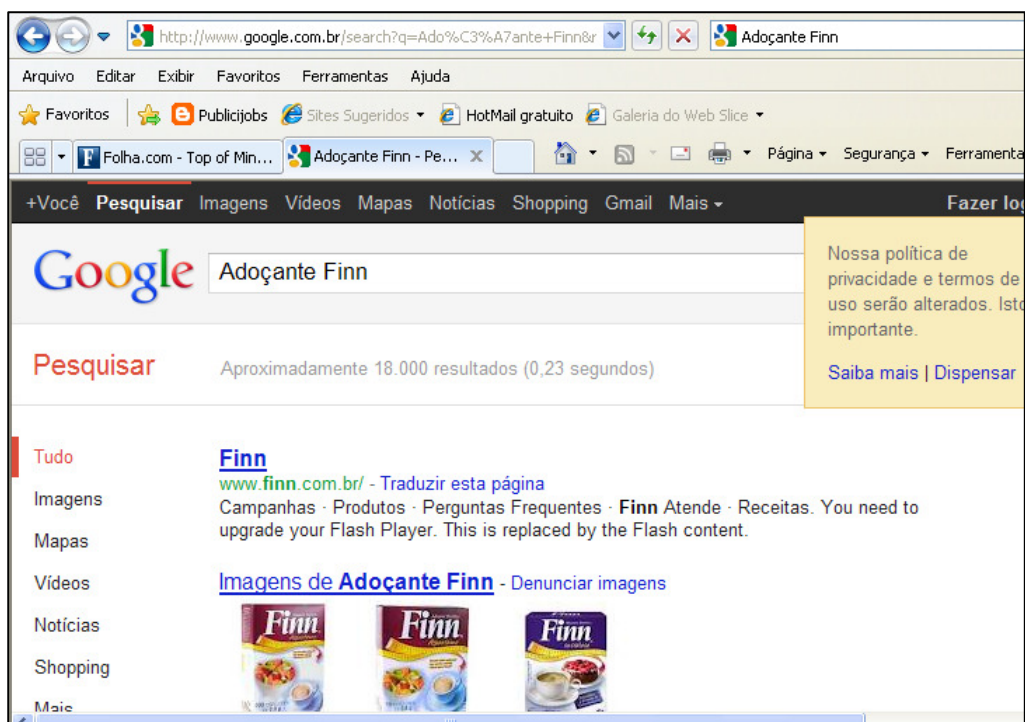 http://www.google.com.br/search?q=Ado%C3%A7ante+Finn&r
Adoçante Finn
Arquivo Editar Exibir Favoritos Ferramentas Ajuda
Favoritos Publicijobs Sites Sugeridos HotMail gratuito Galeria do Web Slice
Folha.com - Top of Min... Adoçante Finn - Pe... Página Segurança Ferramenta
+Você Pesquisar Imagens Vídeos Mapas Notícias Shopping Gmail Mais Fazer log
Google Adoçante Finn
Nossa política de
privacidade e termos de
uso serão alterados. Isto
importante.
Saiba mais | Dispensar
Pesquisar Aproximadamente 18.000 resultados (0,23 segundos)
Tudo
Imagens
Mapas
Vídeos
Notícias
Shopping
Mais
Finn
www.finn.com.br/ - Traduzir esta página
Campanhas · Produtos · Perguntas Frequentes · Finn Atende · Receitas. You need to
upgrade your Flash Player. This is replaced by the Flash content.
Imagens de Adoçante Finn - Denunciar imagens
Finn
Finn
Finn